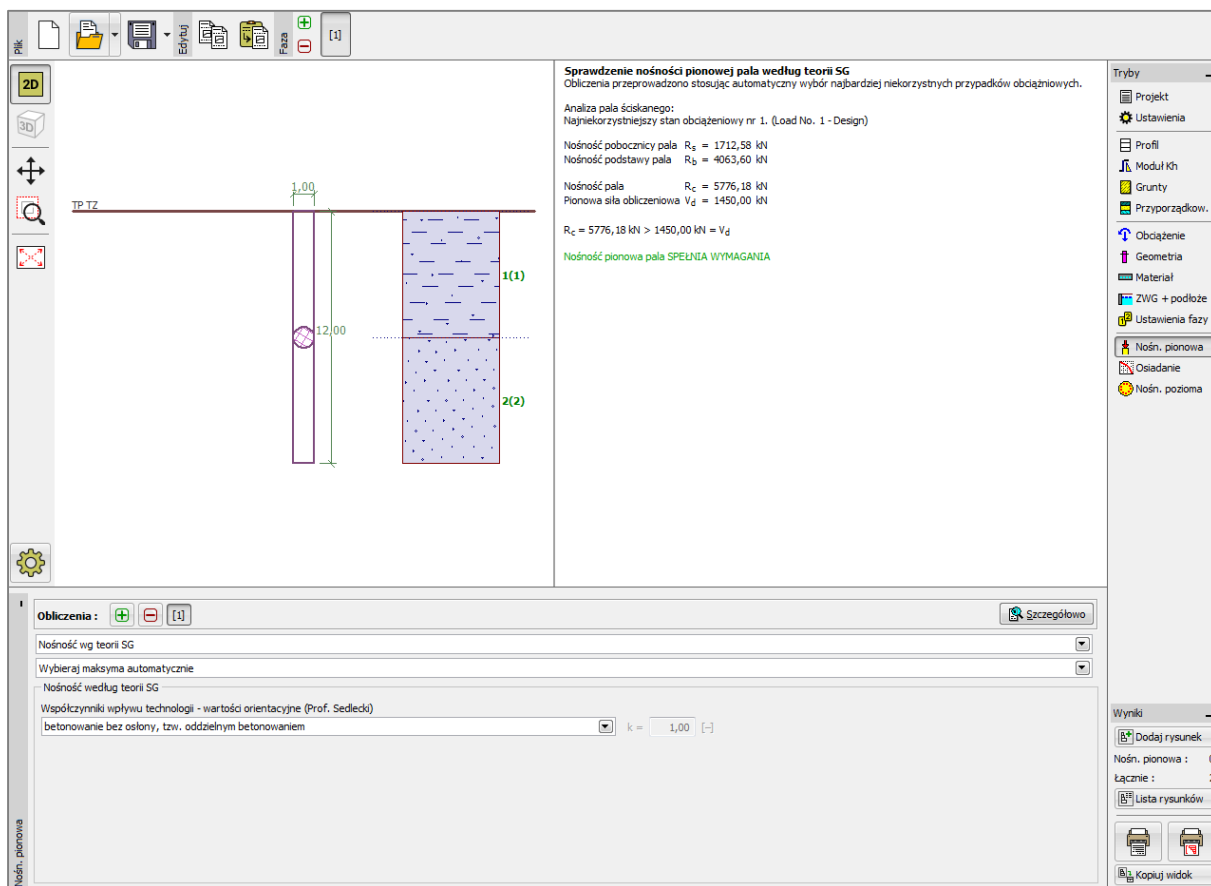 Plik
Edytuj
Faza
[1]
2D
3D
TP TZ
1,00
12,00
1(1)
2(2)
Sprawdzenie nośności pionowej pala według teorii SG
Obliczenia przeprowadzono stosując automatyczny wybór najbardziej niekorzystnych przypadków obciążniowych.
Analiza pala ściskanego:
Najniekorzystniejszy stan obciążeniowy nr 1. (Load No. 1 - Design)
Nośność pobocznicy pala Rs = 1712,58 kN
Nośność podstawy pala Rb = 4063,60 kN
Nośność pala Rc = 5776,18 kN
Pionowa siła obliczeniowa Vd = 1450,00 kN
Rc = 5776,18 kN > 1450,00 kN = Vd
Nośność pionowa pala SPEŁNIA WYMAGANIA
Tryby
Projekt
Ustawienia
Profil
Moduł Kh
Grunty
Przyporządkow.
Obciążenie
Geometria
Materiał
ZWG + podłoże
Ustawienia fazy
Nośn. pionowa
Osiadanie
Nośn. pozioma
Obliczenia :
[1]
Szczegółowo
Nośność wg teorii SG
Wybieraj maksyma automatycznie
Nośność według teorii SG
Współczynniki wpływu technologii - wartości orientacyjne (Prof. Sedlecki)
betonowanie bez osłony, tzw. oddzielnym betonowaniem
k = 1,00 [–]
Nośn. pionowa
Wyniki
Dodaj rysunek
Nośn. pionowa :
Łącznie :
Lista rysunków
Kopiuj widok